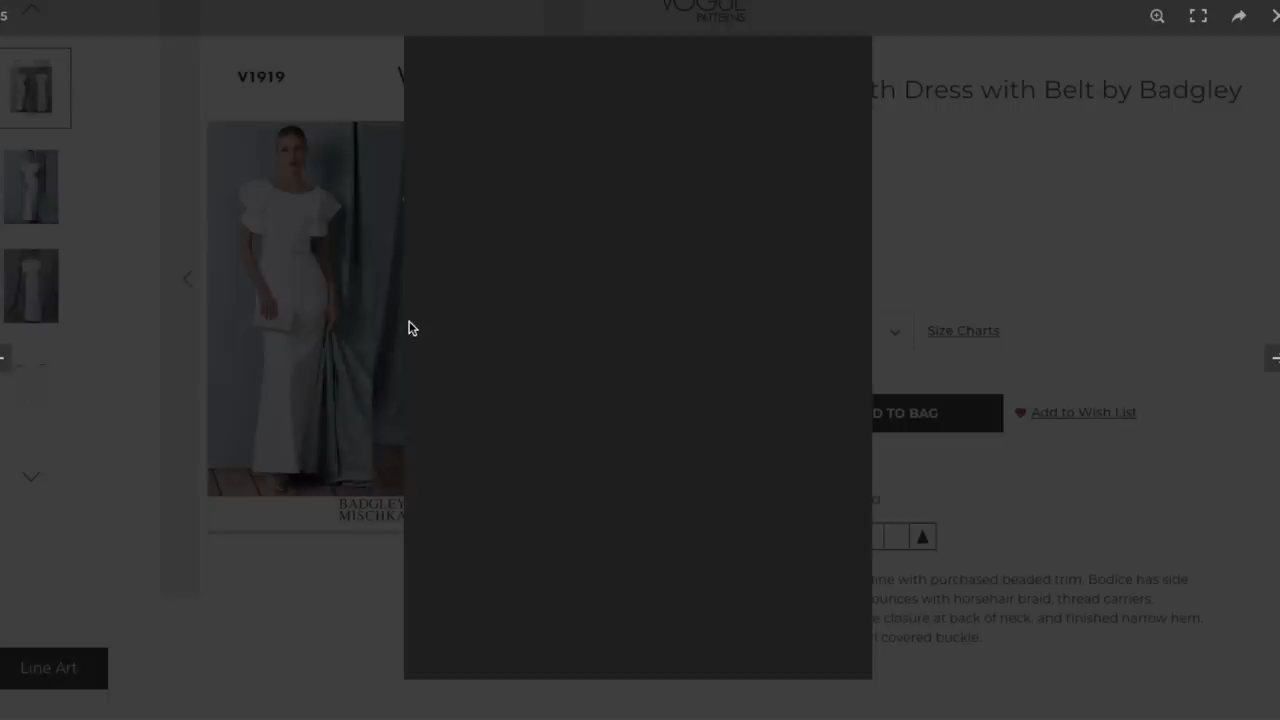 5
VOGUE
PATTERNS
V1919
th Dress with Belt by Badgley
Size Charts
D TO BAG
Add to Wish List
BADGLEY
MISCHKA
d
line with purchased beaded trim. Bodice has side
ounces with horsehair braid, thread carriers,
e closure at back of neck, and finished narrow hem.
covered buckle.
Line Art